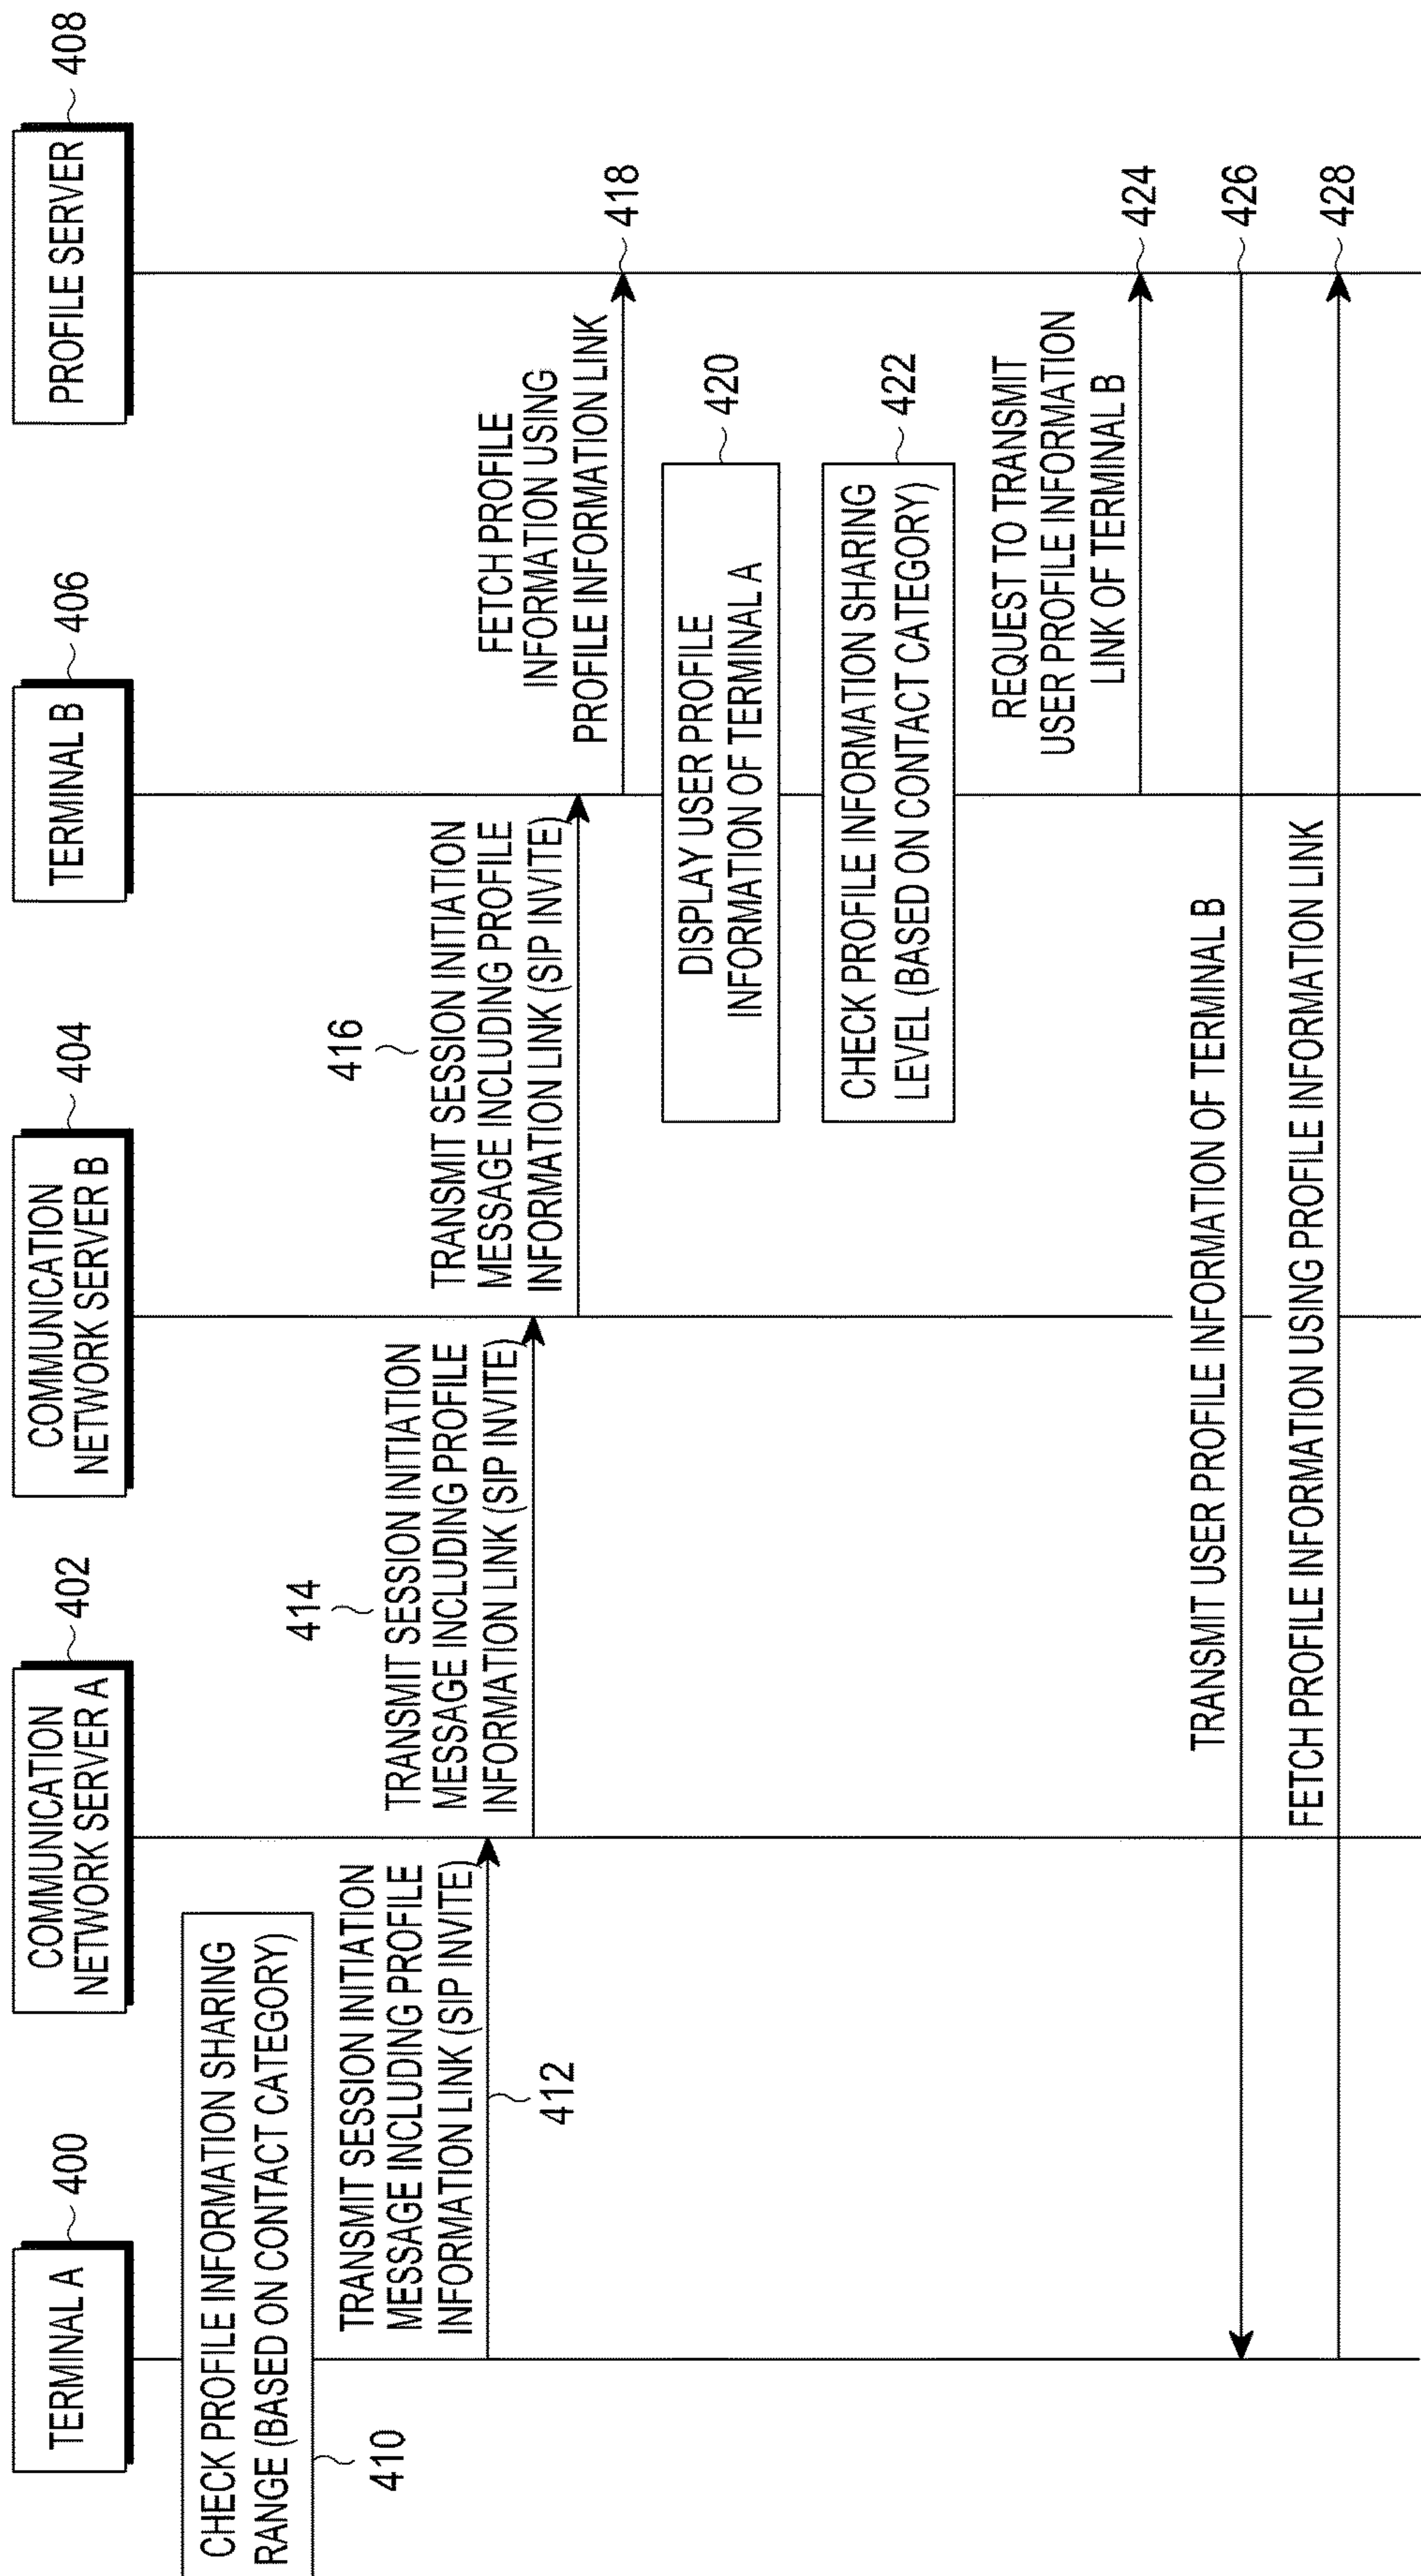 TERMINAL A
400
COMMUNICATION
NETWORK SERVER A
402
COMMUNICATION
NETWORK SERVER B
404
TERMINAL B
406
PROFILE SERVER
408
CHECK PROFILE INFORMATION SHARING
RANGE (BASED ON CONTACT CATEGORY)
410
TRANSMIT SESSION INITIATION
MESSAGE INCLUDING PROFILE
INFORMATION LINK (SIP INVITE)
412
414
TRANSMIT SESSION INITIATION
MESSAGE INCLUDING PROFILE
INFORMATION LINK (SIP INVITE)
416
TRANSMIT SESSION INITIATION
MESSAGE INCLUDING PROFILE
INFORMATION LINK (SIP INVITE)
FETCH PROFILE
INFORMATION USING
PROFILE INFORMATION LINK
418
DISPLAY USER PROFILE
INFORMATION OF TERMINAL A
420
CHECK PROFILE INFORMATION SHARING
LEVEL (BASED ON CONTACT CATEGORY)
422
REQUEST TO TRANSMIT
USER PROFILE INFORMATION
LINK OF TERMINAL B
424
TRANSMIT USER PROFILE INFORMATION OF TERMINAL B
426
FETCH PROFILE INFORMATION USING PROFILE INFORMATION LINK
428